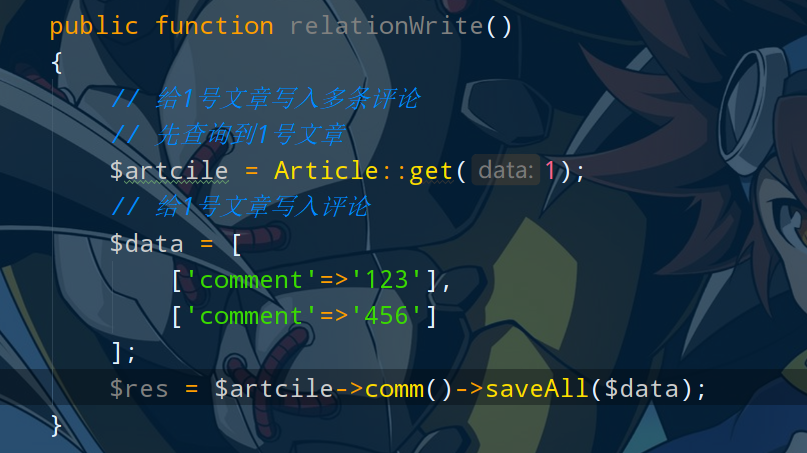 public function relationWrite()
{
// 给1号文章写入多条评论
// 先查询到1号文章
$artcile = Article::get( data: 1);
// 给1号文章写入评论
$data = [
['comment'=>'123'],
['comment'=>'456']
];
$res = $artcile->comm()->saveAll($data);
}